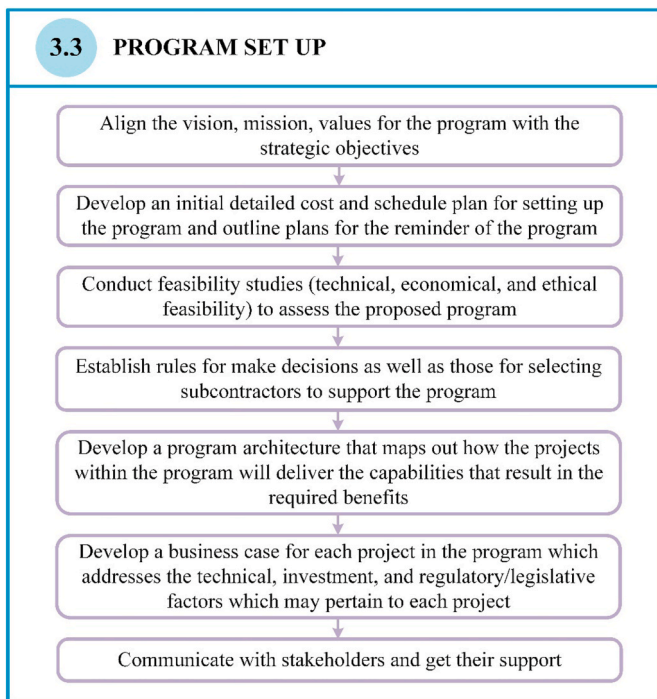 3.3 PROGRAM SET UP
Align the vision, mission, values for the program with the
strategic objectives
Develop an initial detailed cost and schedule plan for setting up
the program and outline plans for the reminder of the program
Conduct feasibility studies (technical, economical, and ethical
feasibility) to assess the proposed program
Establish rules for make decisions as well as those for selecting
subcontractors to support the program
Develop a program architecture that maps out how the projects
within the program will deliver the capabilities that result in the
required benefits
Develop a business case for each project in the program which
addresses the technical, investment, and regulatory/legislative
factors which may pertain to each project
Communicate with stakeholders and get their support